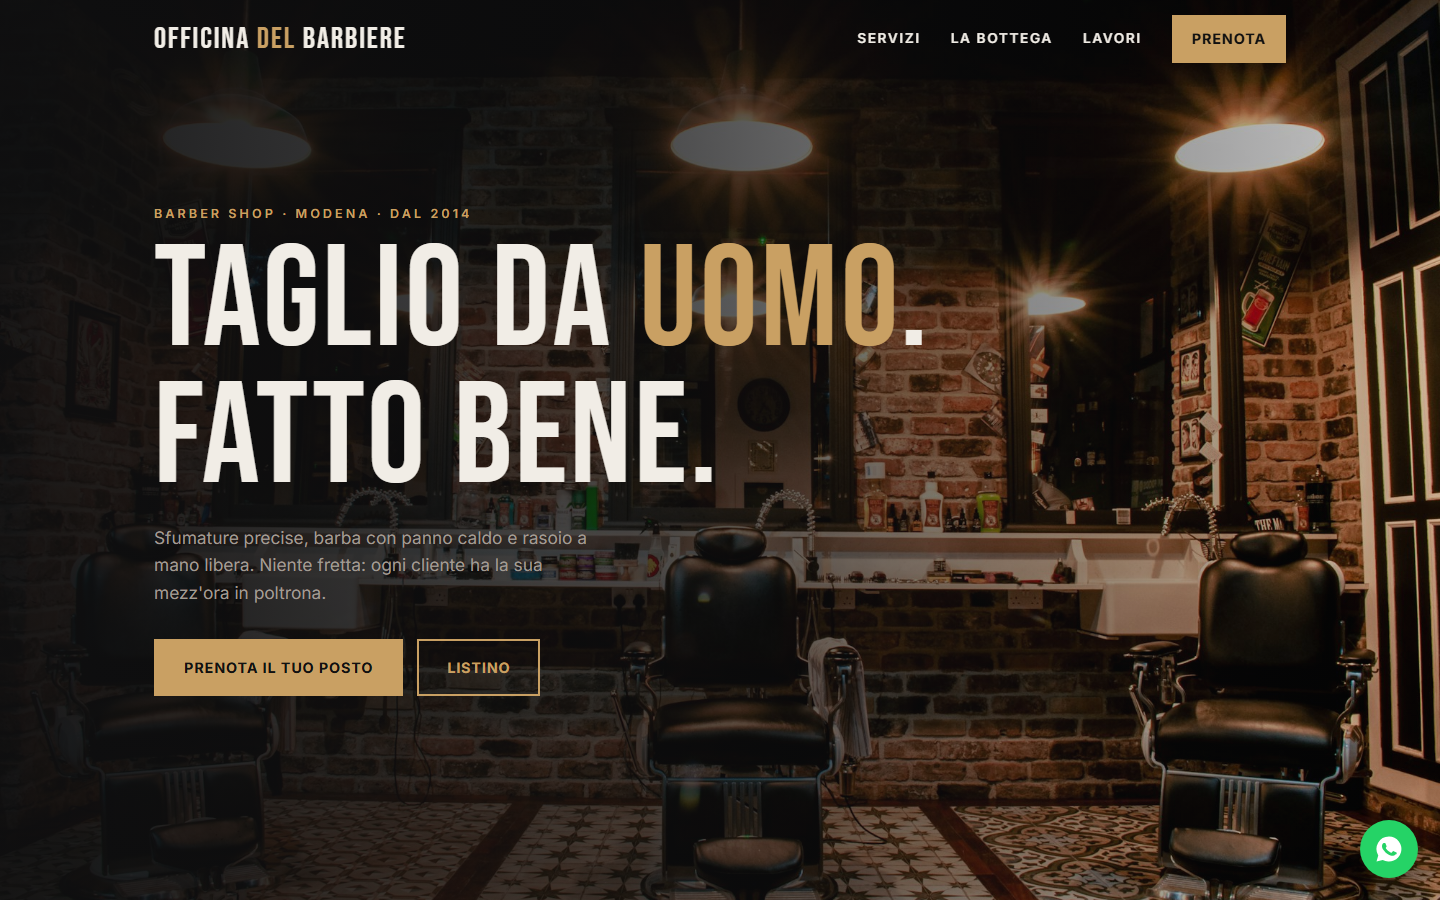 OFFICINA DEL BARBIERE
SERVIZI
LA BOTTEGA
LAVORI
PRENOTA
BARBER SHOP · MODENA · DAL 2014
TAGLIO DA UOMO.
FATTO BENE.
Sfumature precise, barba con panno caldo e rasoio a
mano libera. Niente fretta: ogni cliente ha la sua
mezz'ora in poltrona.
PRENOTA IL TUO POSTO
LISTINO